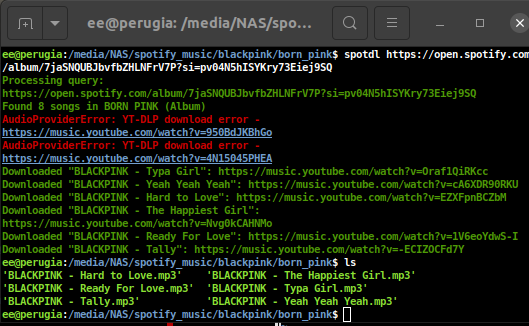 ee@perugia: /media/NAS/spo...
ee@perugia:/media/NAS/spotify_music/blackpink/born_pink$ spotdl https://open.spotify.com
/album/7jaSNQUBJbvfbZHLNFrV7P?si=pv04N5hISYKry73Eiej9SQ
Processing query:
https://open.spotify.com/album/7jaSNQUBJbvfbZHLNFrV7P?si=pv04N5hISYKry73Eiej9SQ
Found 8 songs in BORN PINK (Album)
AudioProviderError: YT-DLP download error -
https://music.youtube.com/watch?v=950BdJKBhGo
AudioProviderError: YT-DLP download error -
https://music.youtube.com/watch?v=4N15045PHEA
Downloaded "BLACKPINK - Typa Girl": https://music.youtube.com/watch?v=Oraf1QiRKcc
Downloaded "BLACKPINK - Yeah Yeah Yeah": https://music.youtube.com/watch?v=cA6XDR90RKU
Downloaded "BLACKPINK - Hard to Love": https://music.youtube.com/watch?v=EZXFpnBCZbM
Downloaded "BLACKPINK - The Happiest Girl":
https://music.youtube.com/watch?v=Nvg0kCAHNMo
Downloaded "BLACKPINK - Ready For Love": https://music.youtube.com/watch?v=1V6eoYdwS-I
Downloaded "BLACKPINK - Tally": https://music.youtube.com/watch?v=-ECIZOCFd7Y
ee@perugia:/media/NAS/spotify_music/blackpink/born_pink$ ls
'BLACKPINK - Hard to Love.mp3' 'BLACKPINK - The Happiest Girl.mp3'
'BLACKPINK - Ready For Love.mp3' 'BLACKPINK - Typa Girl.mp3'
'BLACKPINK - Tally.mp3' 'BLACKPINK - Yeah Yeah Yeah.mp3'
ee@perugia:/media/NAS/spotify_music/blackpink/born_pink$